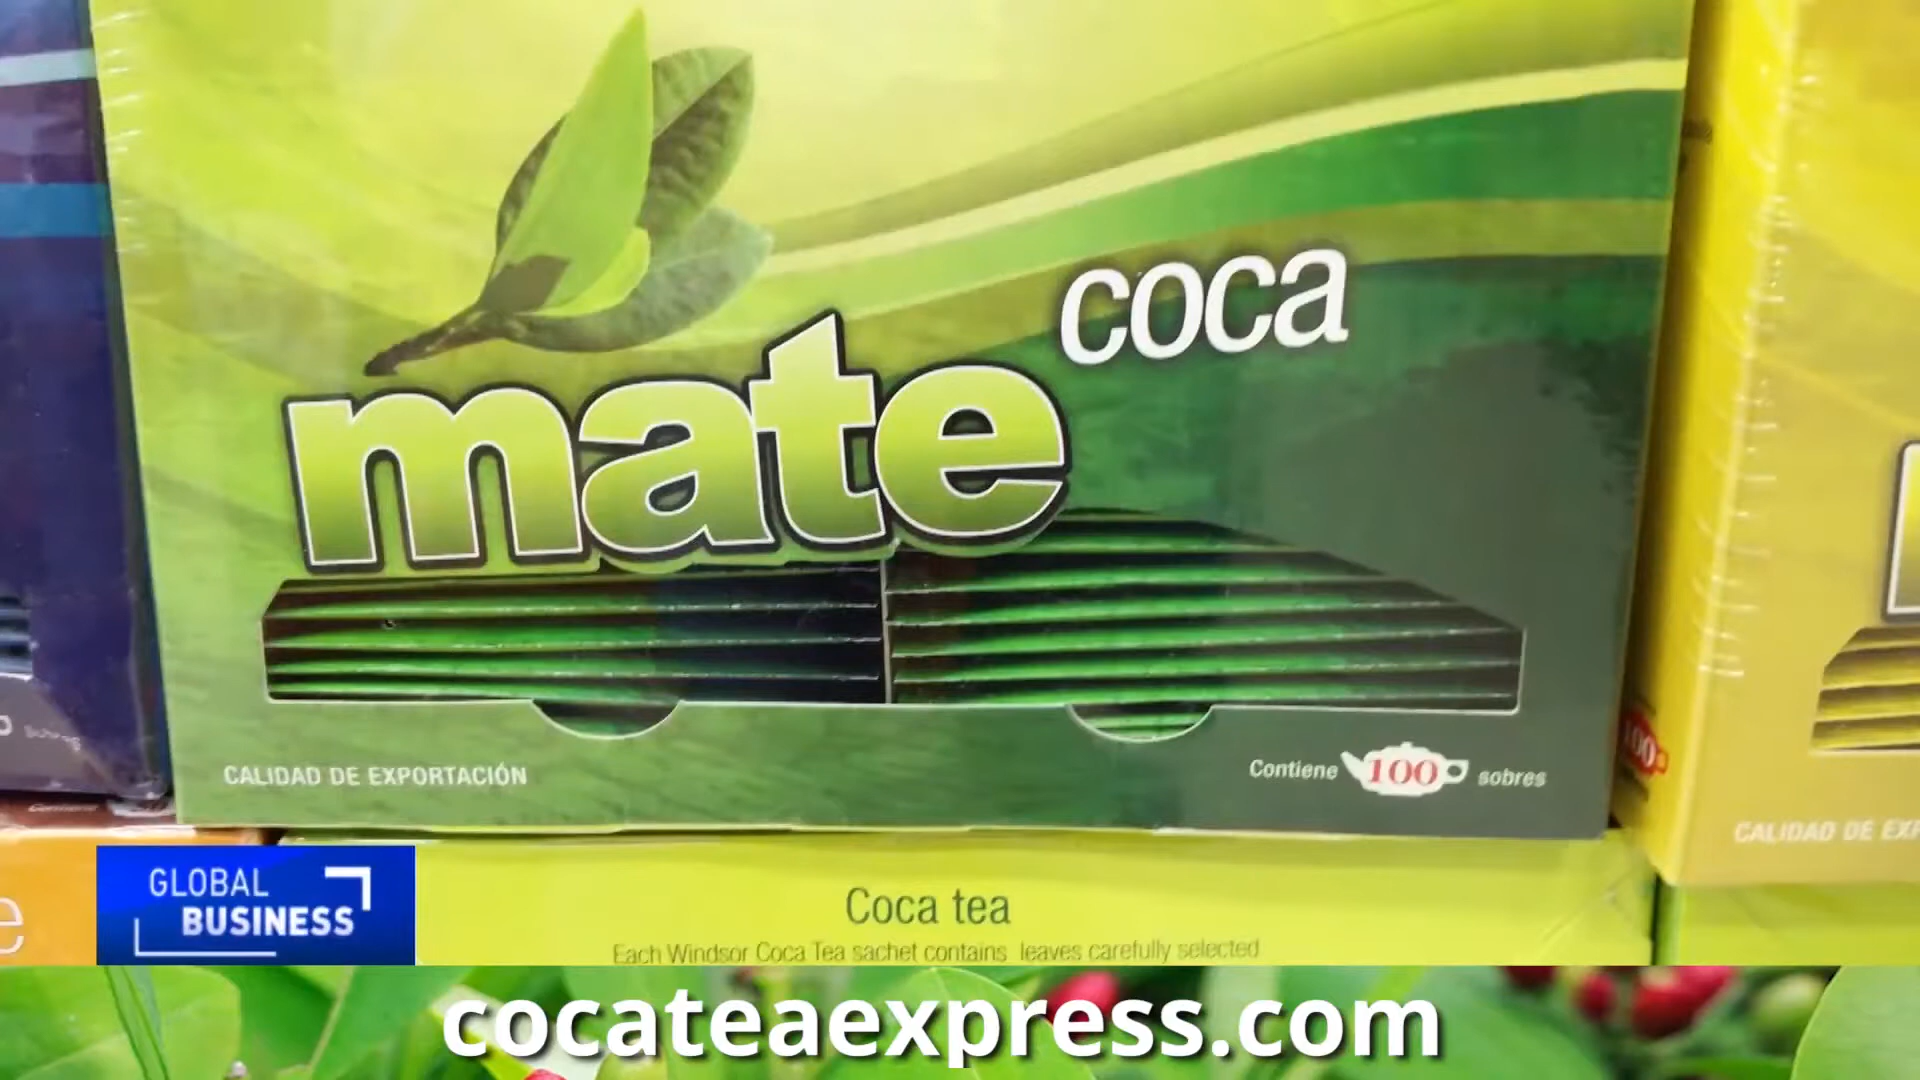 coca
mate
CALIDAD DE EXPORTACIÓN
Contiene 100 sobres
100
CALIDAD DE
e
GLOBAL
BUSINESS
Coca tea
Each Windsor Coca Tea sachet contains leaves carefully selected
cocateaexpress.com